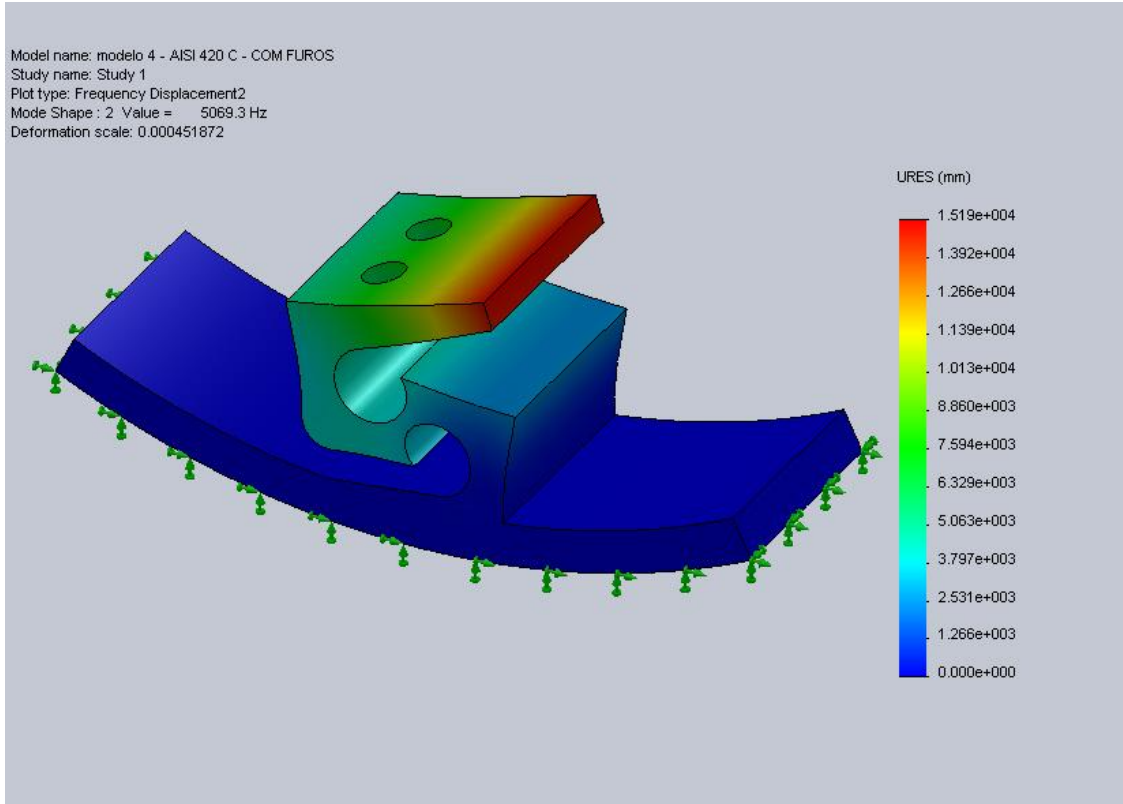 Model name: modelo 4 - AISI 420 C - COM FUROS
Study name: Study 1
Plot type: Frequency Displacement2
Mode Shape : 2 Value = 5069.3 Hz
Deformation scale: 0.000451872
URES (mm)
1.519e+004
1.392e+004
1.266e+004
1.139e+004
1.013e+004
8.860e+003
7.594e+003
6.329e+003
5.063e+003
3.797e+003
2.531e+003
1.266e+003
0.000e+000